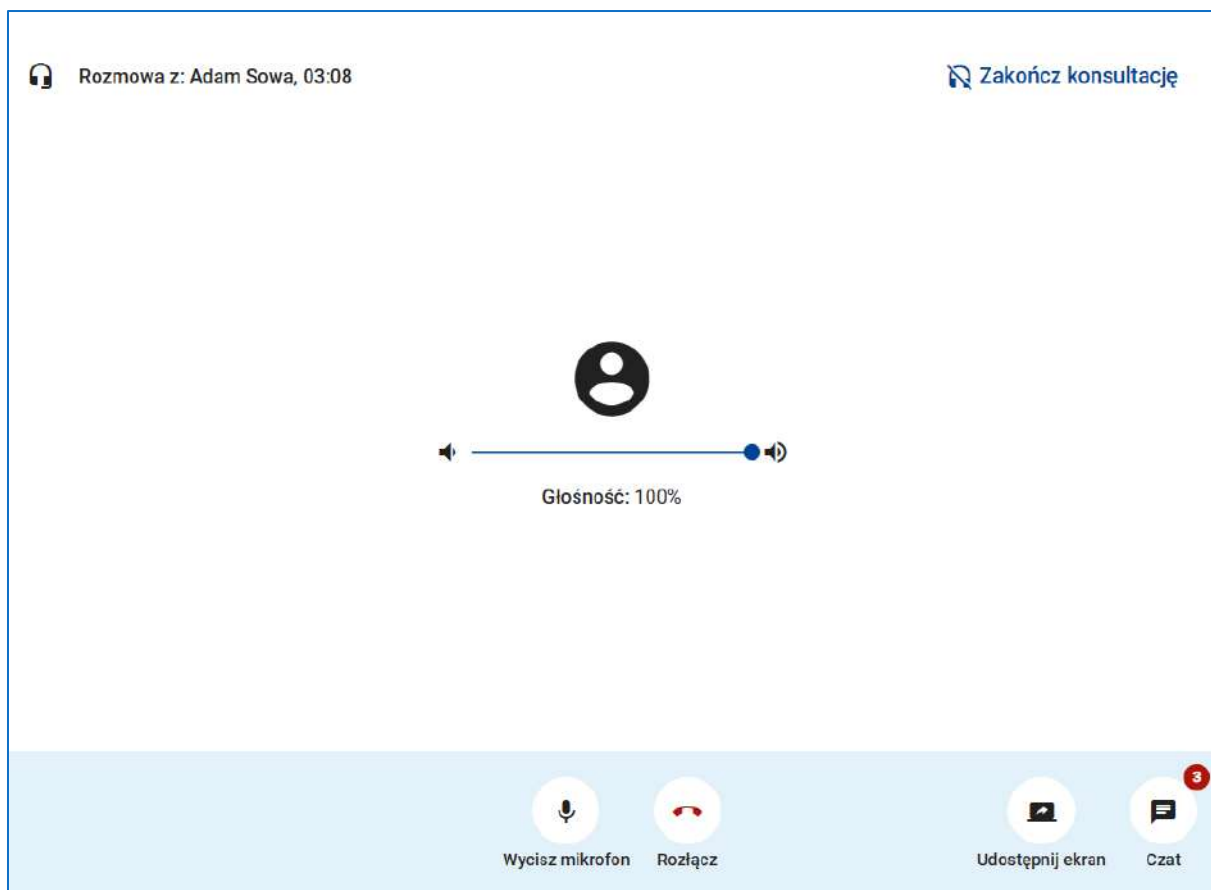 Rozmowa z: Adam Sowa, 03:08
Zakończ konsultację
Głośność: 100%
3
Wycisz mikrofon
Rozłącz
Udostępnij ekran
Czat